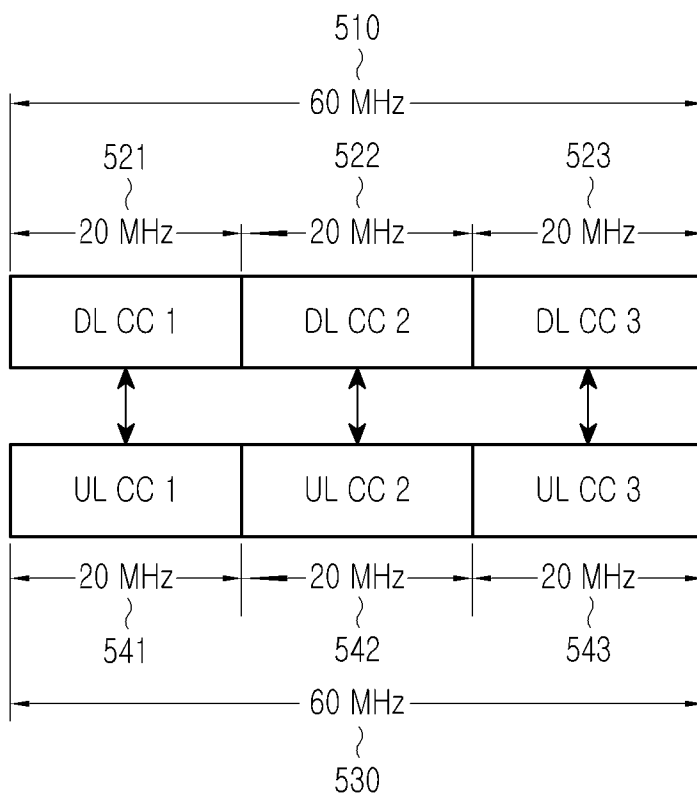 510
60 MHz
521 522 523
20 MHz 20 MHz 20 MHz
DL CC 1 DL CC 2 DL CC 3
UL CC 1 UL CC 2 UL CC 3
20 MHz 20 MHz 20 MHz
541 542 543
60 MHz
530